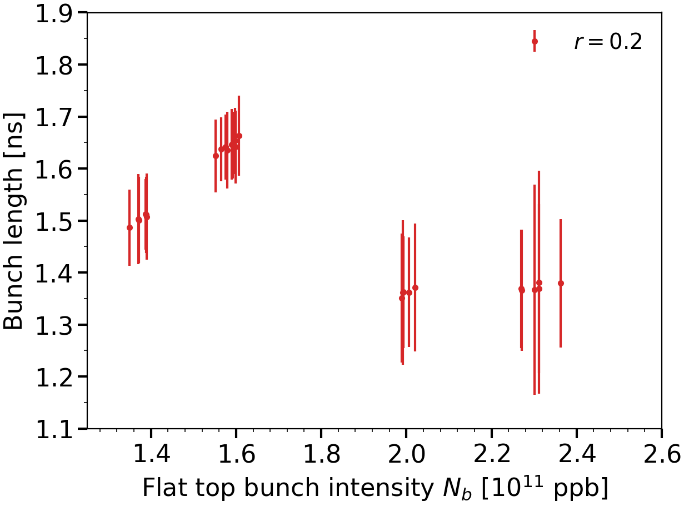 1.9
1.8
1.7
1.6
1.5
1.4
1.3
1.2
1.1
Bunch length [ns]
r = 0.2
1.4 1.6 1.8 2.0 2.2 2.4 2.6
Flat top bunch intensity N_b [10¹¹ ppb]